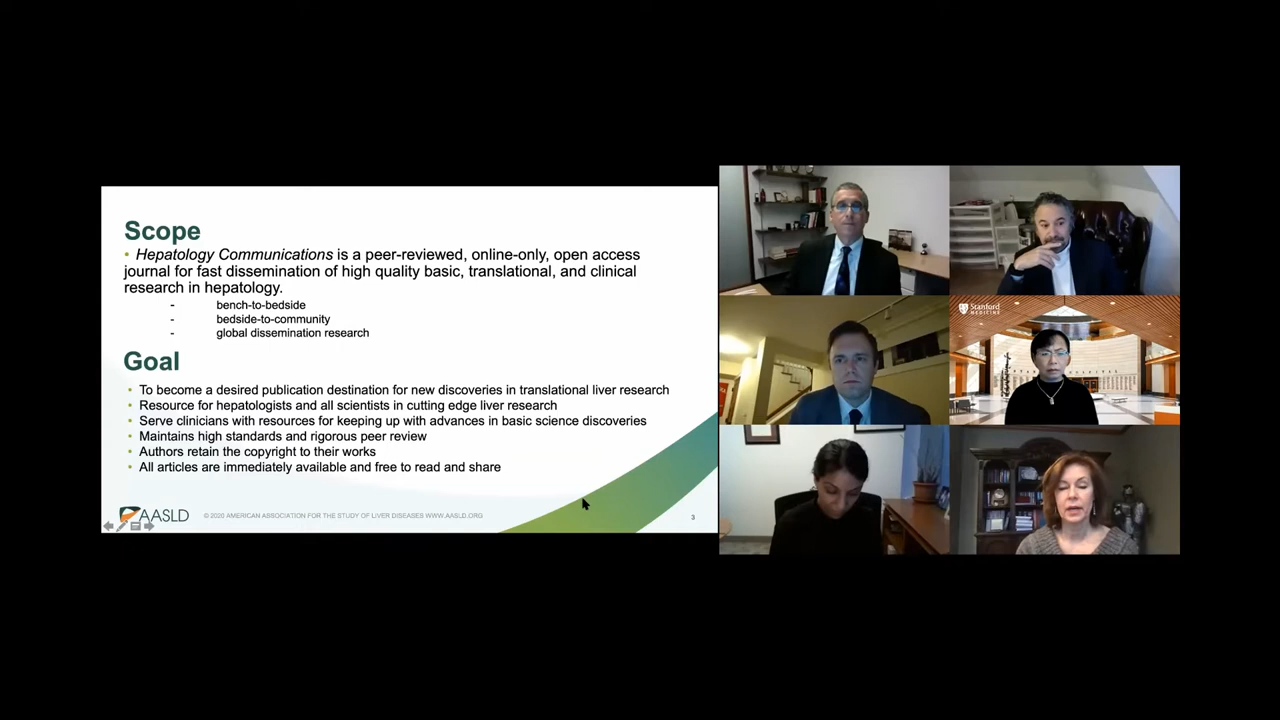 Scope
• Hepatology Communications is a peer-reviewed, online-only, open access
journal for fast dissemination of high quality basic, translational, and clinical
research in hepatology.
- bench-to-bedside
- bedside-to-community
- global dissemination research
Goal
• To become a desired publication destination for new discoveries in translational liver research
• Resource for hepatologists and all scientists in cutting edge liver research
• Serve clinicians with resources for keeping up with advances in basic science discoveries
• Maintains high standards and rigorous peer review
• Authors retain the copyright to their works
• All articles are immediately available and free to read and share
AASLD
© 2020 AMERICAN ASSOCIATION FOR THE STUDY OF LIVER DISEASES WWW.AASLD.ORG
3
Stanford
MEDICINE